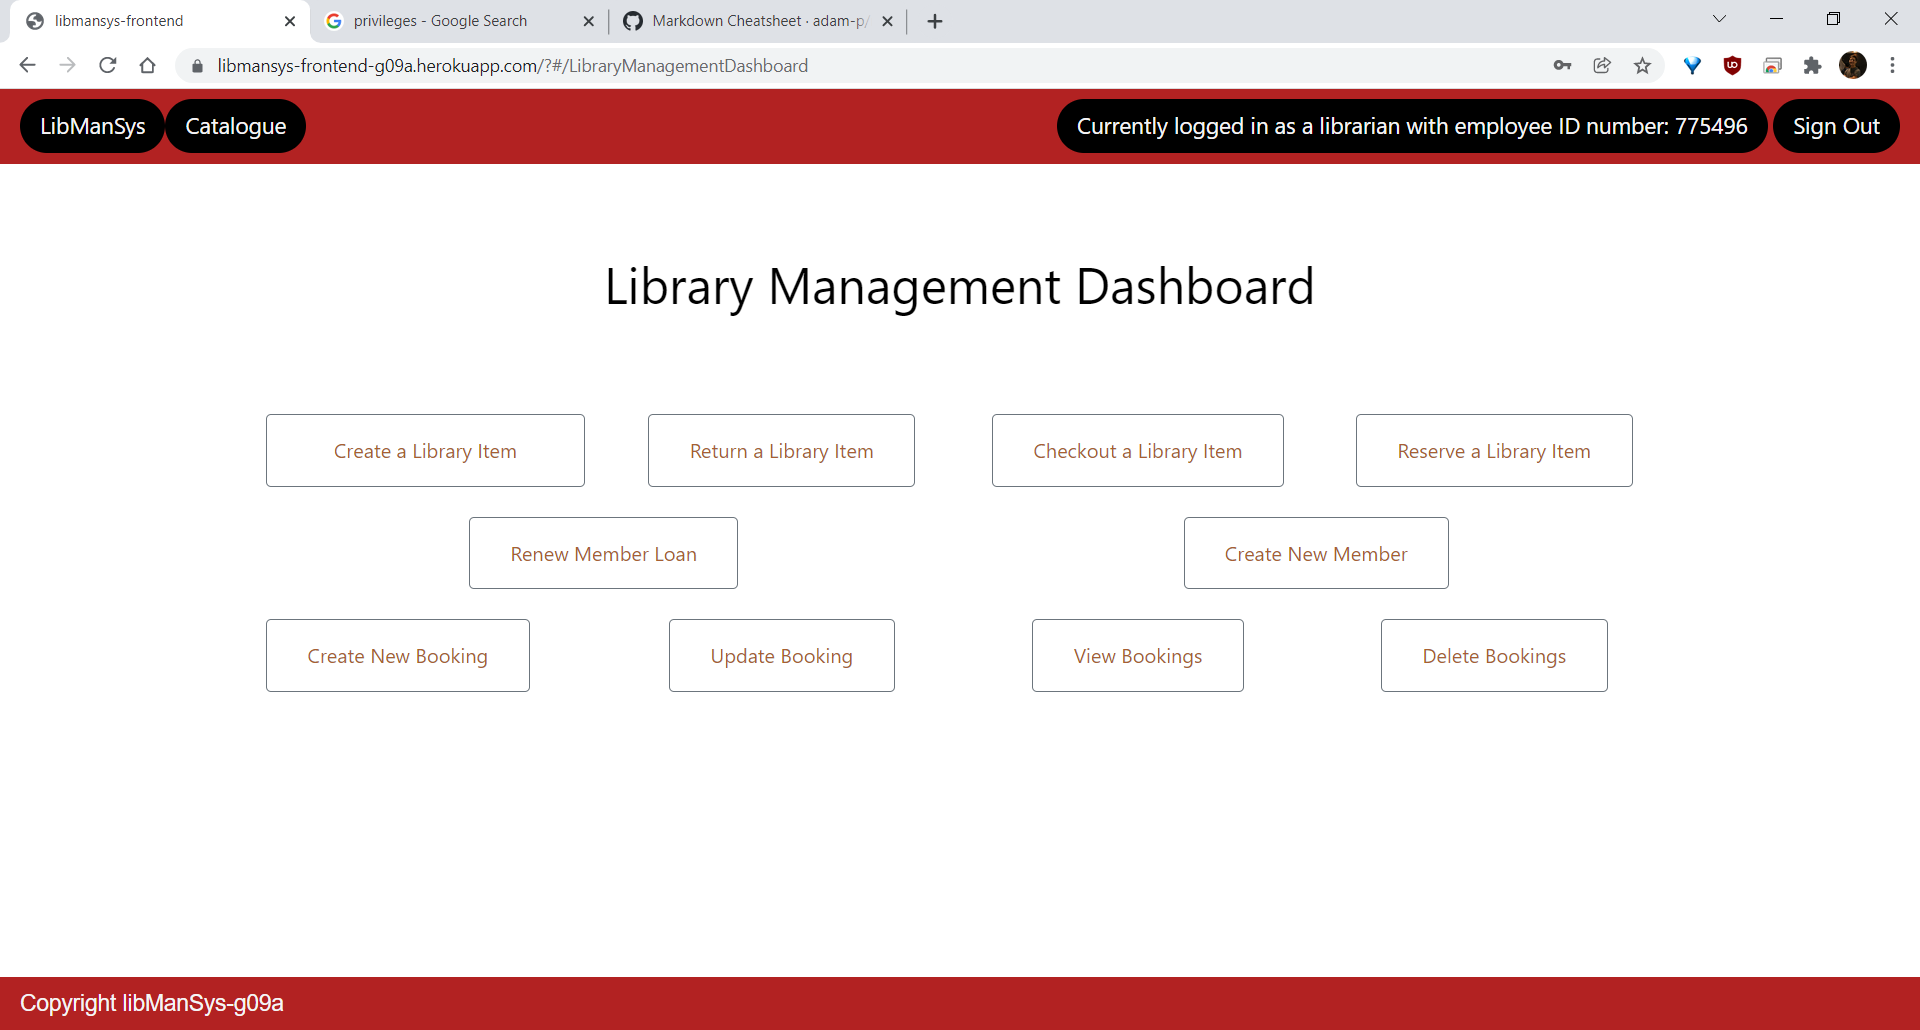 libmansys-frontend
privileges - Google Search
Markdown Cheatsheet · adam-p/
libmansys-frontend-g09a.herokuapp.com/?#/LibraryManagementDashboard
LibManSys Catalogue Currently logged in as a librarian with employee ID number: 775496 Sign Out
Library Management Dashboard
Create a Library Item Return a Library Item Checkout a Library Item Reserve a Library Item
Renew Member Loan Create New Member
Create New Booking Update Booking View Bookings Delete Bookings
Copyright libManSys-g09a